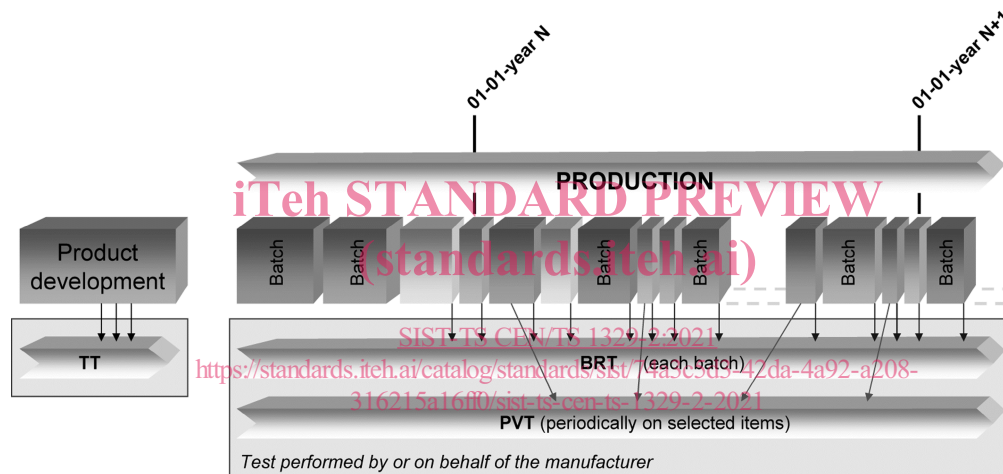 01-01-year N
01-01-year N+1
PRODUCTION
iTeh STANDARD PREVIEW
(standards.iteh.ai)
Product
development
Batch
Batch
Batch
Batch
Batch
Batch
SIST-TS CEN/TS 1329-2:2021
TT
BRT (each batch)
https://standards.iteh.ai/catalog/standards/sist/74a5c3d5-42da-4a92-a208-
316215a16ff0/sist-ts-cen-ts-1329-2-2021
PVT (periodically on selected items)
Test performed by or on behalf of the manufacturer